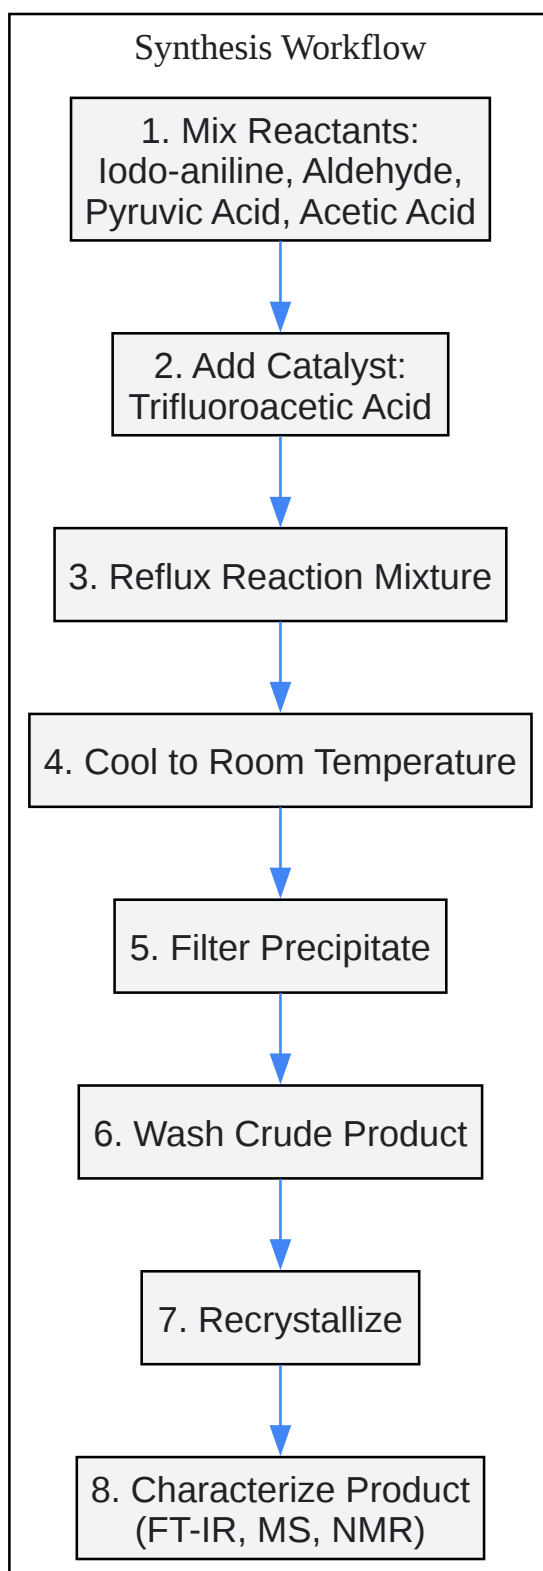 Synthesis Workflow
1. Mix Reactants:
Iodo-aniline, Aldehyde,
Pyruvic Acid, Acetic Acid
2. Add Catalyst:
Trifluoroacetic Acid
3. Reflux Reaction Mixture
4. Cool to Room Temperature
5. Filter Precipitate
6. Wash Crude Product
7. Recrystallize
8. Characterize Product
(FT-IR, MS, NMR)